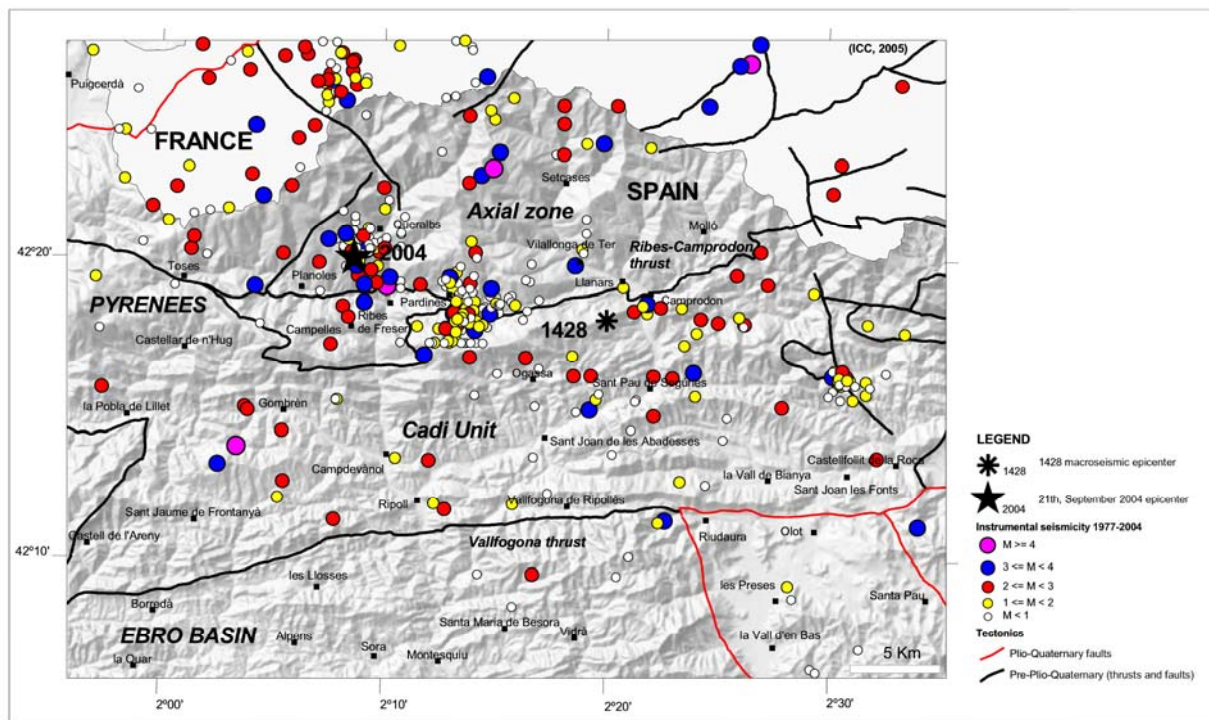 (ICC, 2005)
Puigcerdà
FRANCE
Setcases
SPAIN
Axial zone
Queralbs
Molló
42°20'
2004
Vilallonga de Ter
Ribes-Camprodon
thrust
Toses
Planoles
Llanars
PYRENEES
Pardines
Camprodon
Ribes
de Freser
Campelles
1428
Castellar de n'Hug
Ogassa
Sant Pau de Segúries
la Pobla de Lillet
Gombrèn
Cadi Unit
Sant Joan de les Abadesses
Campdevànol
Castellfollit de la Roca
la Vall de Bianya
Sant Joan les Fonts
Ripoll
Vallfogona de Ripollès
Sant Jaume de Frontanyà
Castell de l'Areny
Vallfogona thrust
Riudaura
Olot
42°10'
les Llosses
les Preses
Santa Pau
Borredà
Santa Maria de Besora
Vidrà
EBRO BASIN
Alpens
la Vall d'en Bas
Sora
Montesquiu
la Quar
5 Km
2°00'
2°10'
2°20'
2°30'
LEGEND
1428
1428 macroseismic epicenter
2004
21th, September 2004 epicenter
Instrumental seismicity 1977-2004
M >= 4
3 <= M < 4
2 <= M < 3
1 <= M < 2
M < 1
Tectonics
Plio-Quaternary faults
Pre-Plio-Quaternary (thrusts and faults)